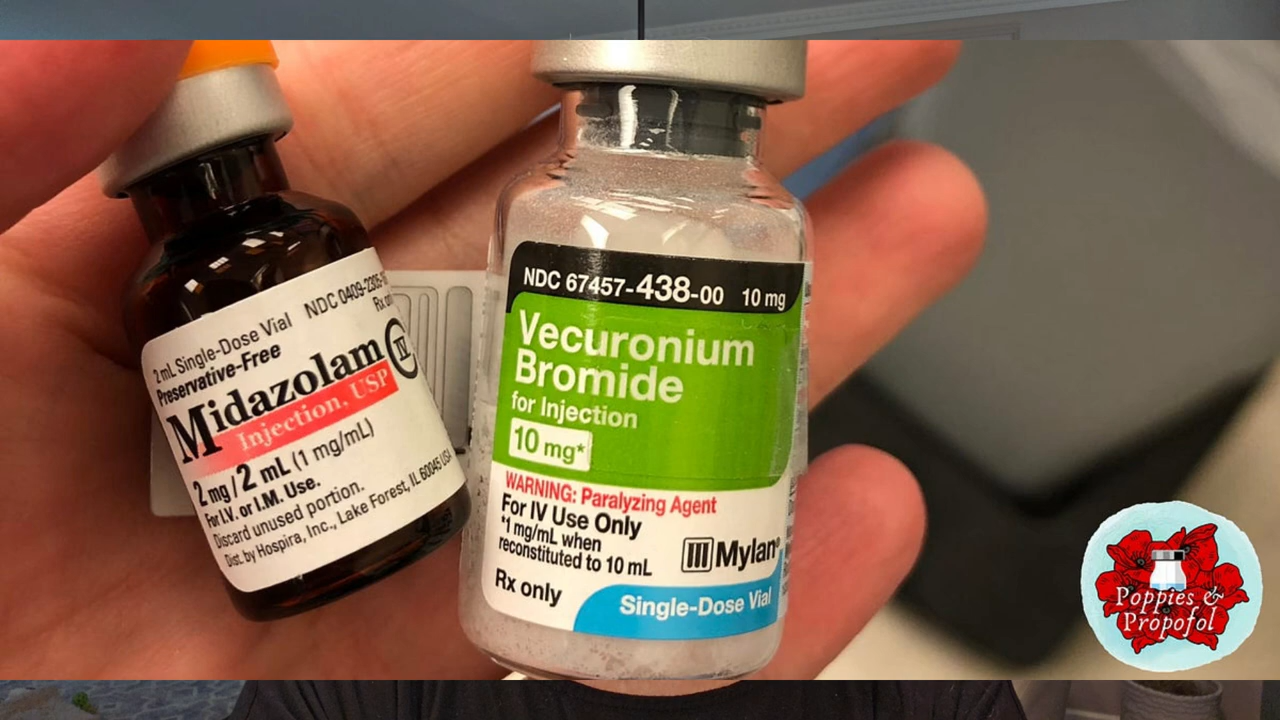 2 mL Single-Dose Vial NDC 0409-
Preservative-Free
Midazolam IV
Injection, USP
2 mg / 2 mL (1 mg/mL)
For I.V. or I.M. Use.
Discard unused portion.
Dist. by Hospira, Inc., Lake Forest, IL 60045 USA
NDC 67457-438-00 10 mg
Vecuronium
Bromide
for Injection
10 mg*
WARNING: Paralyzing Agent
For IV Use Only
*1 mg/mL when
reconstituted to 10 mL
Mylan®
Rx only
Single-Dose Vial
Poppies &
Propofol